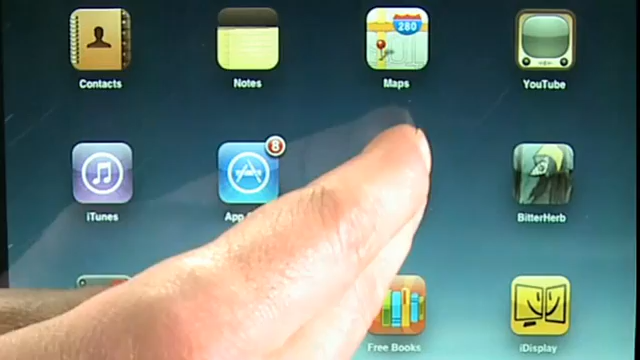 280
Contacts
Notes
Maps
YouTube
8
iTunes
App
BitterHerb
Free Books
iDisplay